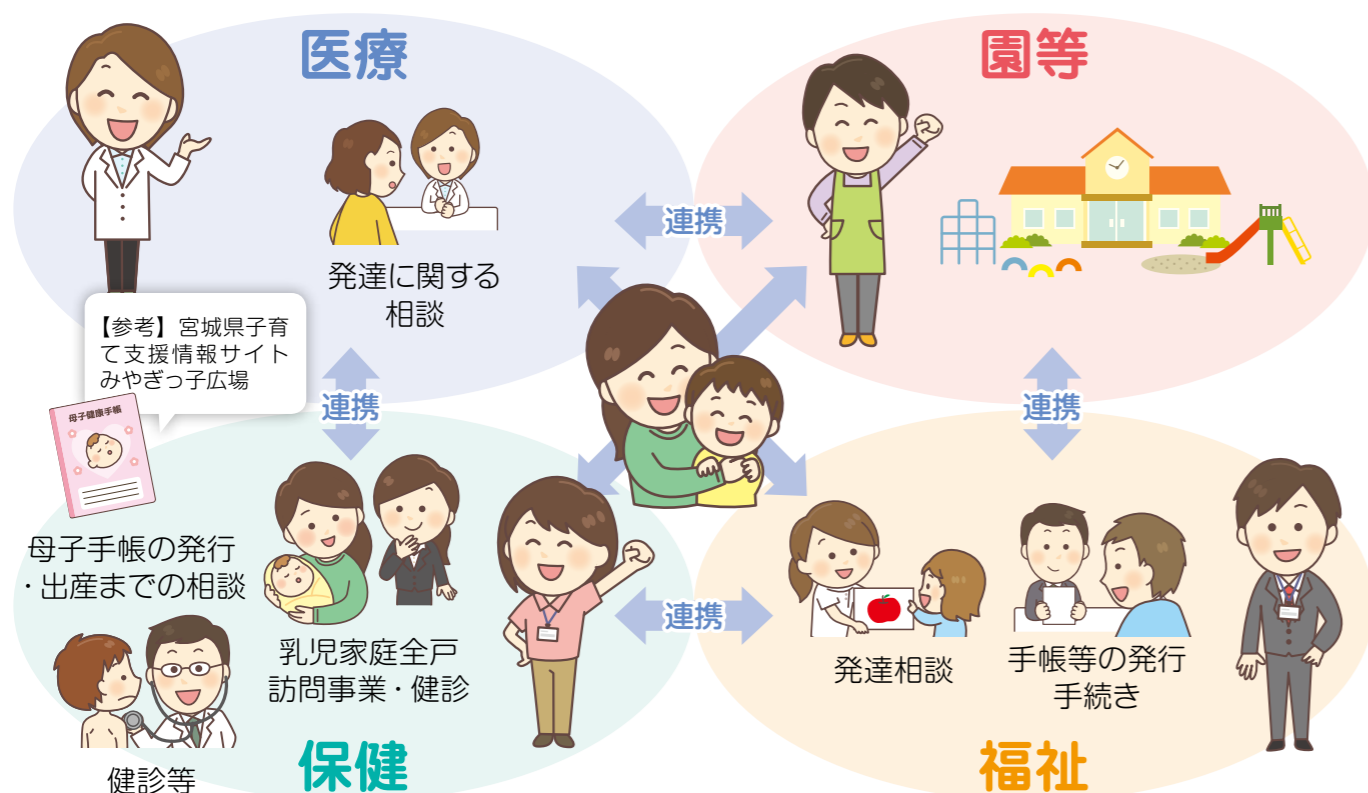 医療
園等
連携
発達に関する
相談
【参考】宮城県子育
て支援情報サイト
みやぎっ子広場
連携
連携
母子健康手帳
母子手帳の発行
・出産までの相談
乳児家庭全戸
訪問事業・健診
連携
発達相談
手帳等の発行
手続き
健診等
保健
福祉